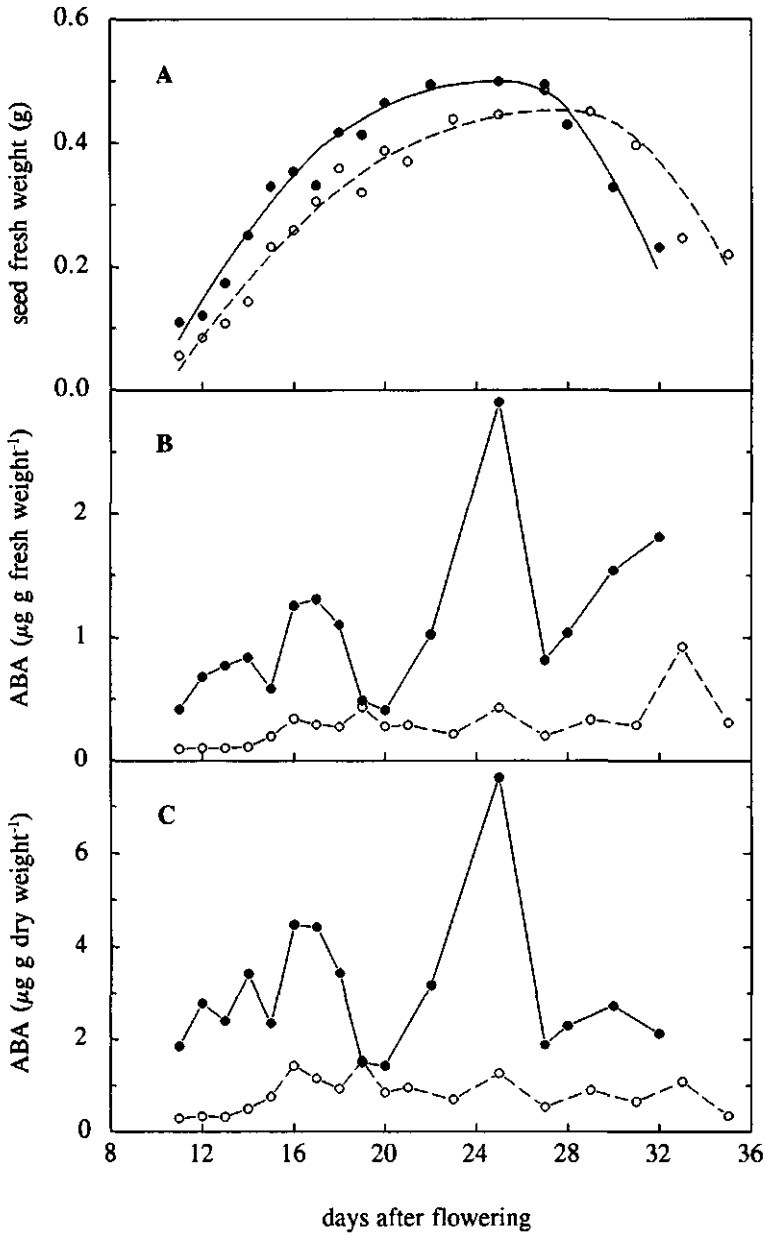 0.6
A
0.4
0.2
0.0
seed fresh weight (g)
B
2
1
0
ABA (μg g fresh weight⁻¹)
C
6
4
2
0
ABA (μg g dry weight⁻¹)
8 12 16 20 24 28 32 36
days after flowering